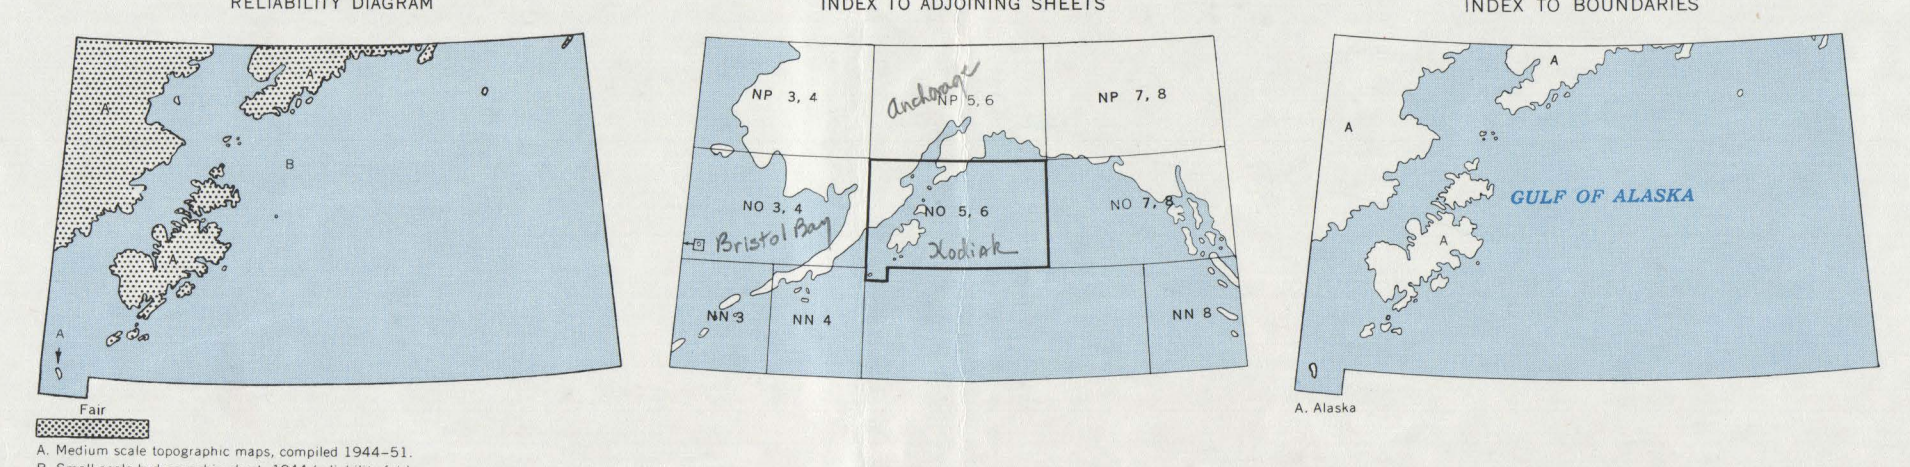 RELIABILITY DIAGRAM
A
A
B
A
A
Fair
A. Medium scale topographic maps, compiled 1944–51.
INDEX TO ADJOINING SHEETS
NP 3, 4
Anchorage
NP 5, 6
NP 7, 8
NO 3, 4
Bristol Bay
NO 5, 6
Kodiak
NO 7, 8
NN 3
NN 4
NN 8
INDEX TO BOUNDARIES
A
A
GULF OF ALASKA
A
A. Alaska